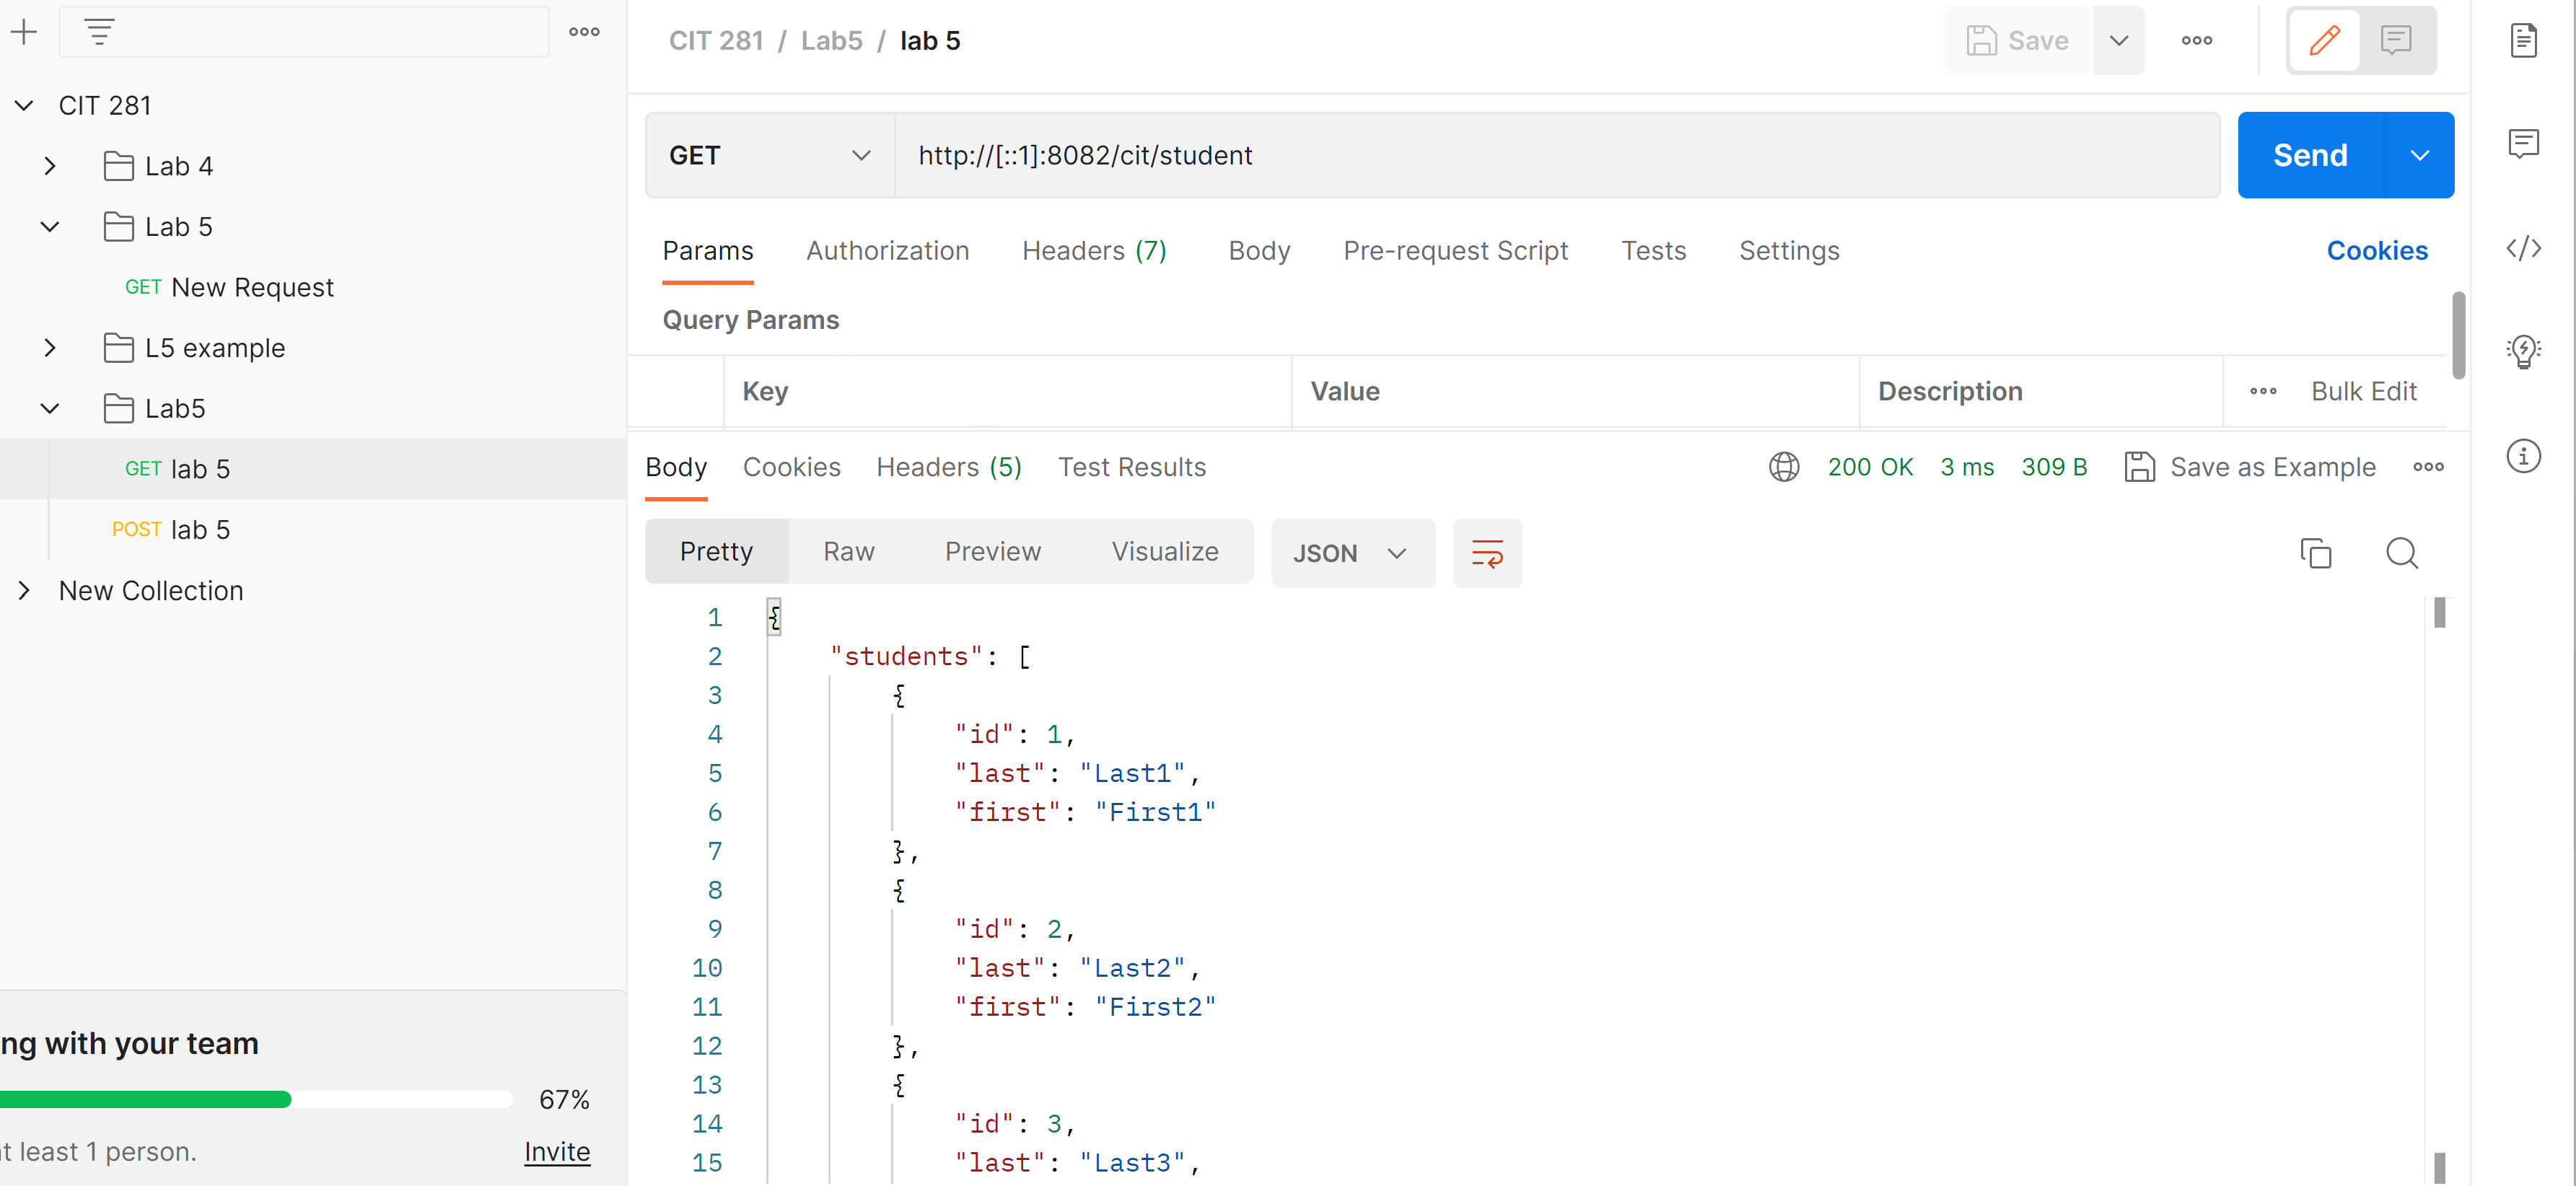 CIT 281
Lab 4
Lab 5
GET New Request
L5 example
Lab5
GET lab 5
POST lab 5
New Collection
ng with your team
67%
t least 1 person.
Invite
CIT 281 / Lab5 / lab 5
Save
GET
http://[::1]:8082/cit/student
Send
Params Authorization Headers (7) Body Pre-request Script Tests Settings Cookies
Query Params
Key Value Description Bulk Edit
Body Cookies Headers (5) Test Results 200 OK 3 ms 309 B Save as Example
Pretty Raw Preview Visualize JSON
1 {
2 "students": [
3 {
4 "id": 1,
5 "last": "Last1",
6 "first": "First1"
7 },
8 {
9 "id": 2,
10 "last": "Last2",
11 "first": "First2"
12 },
13 {
14 "id": 3,
15 "last": "Last3",